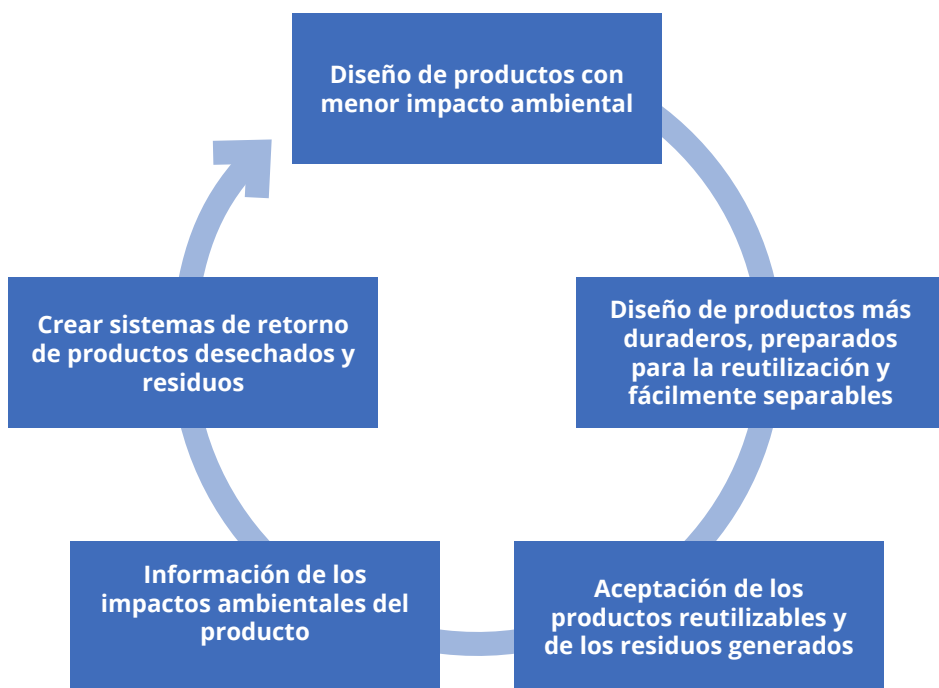 Diseño de productos con
menor impacto ambiental
Diseño de productos más
duraderos, preparados
para la reutilización y
fácilmente separables
Aceptación de los
productos reutilizables y
de los residuos generados
Información de los
impactos ambientales del
producto
Crear sistemas de retorno
de productos desechados y
residuos